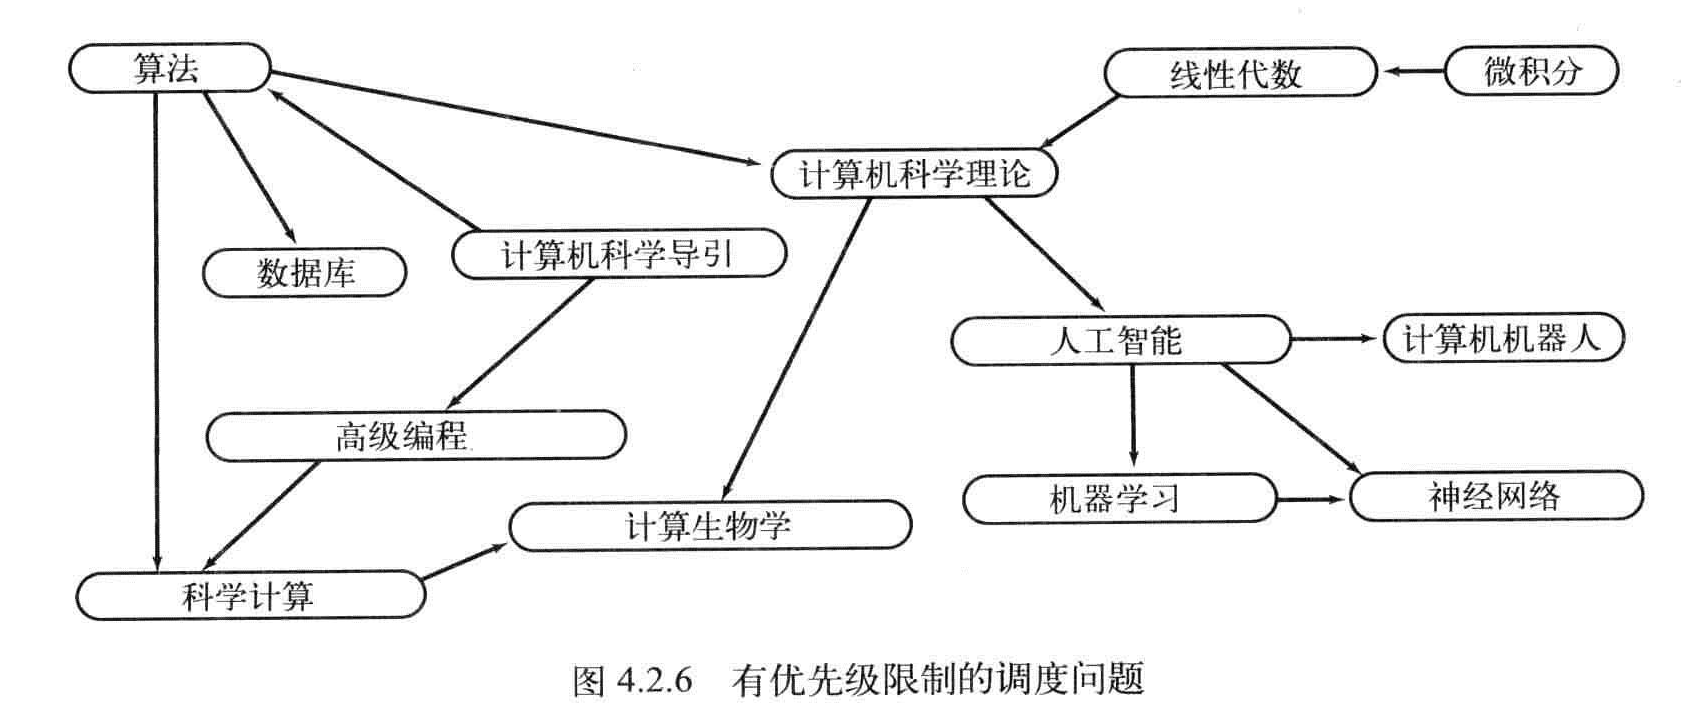 算法
线性代数
微积分
计算机科学理论
数据库
计算机科学导引
人工智能
计算机机器人
高级编程
机器学习
神经网络
计算生物学
科学计算
图 4.2.6 有优先级限制的调度问题